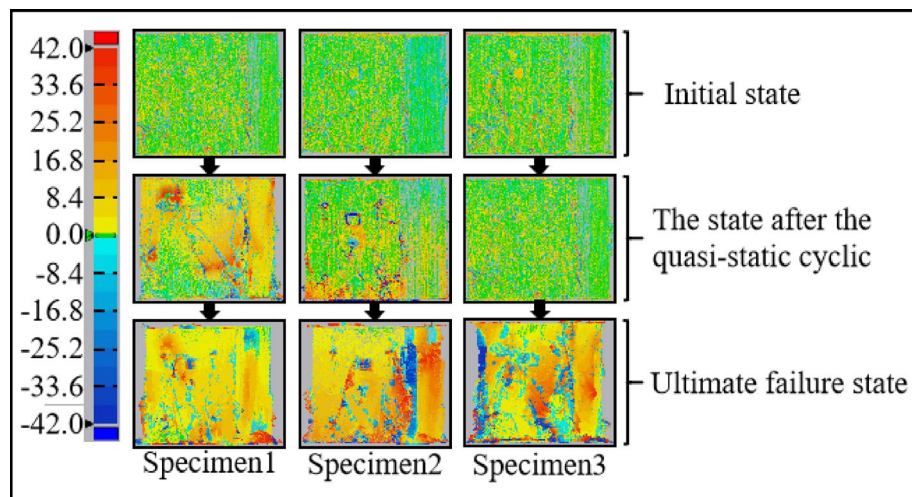 42.0
33.6
25.2
16.8
8.4
0.0
-8.4
-16.8
-25.2
-33.6
-42.0
Initial state
The state after the
quasi-static cyclic
Ultimate failure state
Specimen1 Specimen2 Specimen3